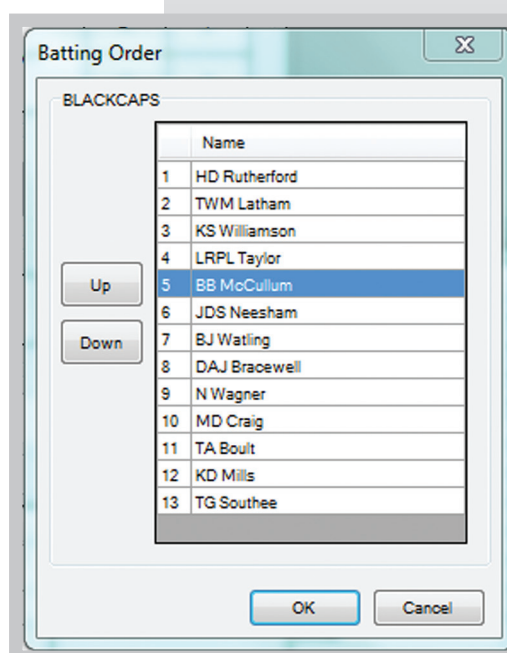 Batting Order
BLACKCAPS
Name
1 HD Rutherford
2 TWM Latham
3 KS Williamson
4 LRPL Taylor
5 BB McCullum
6 JDS Neesham
7 BJ Watling
8 DAJ Bracewell
9 N Wagner
10 MD Craig
11 TA Boult
12 KD Mills
13 TG Southee
Up
Down
OK Cancel